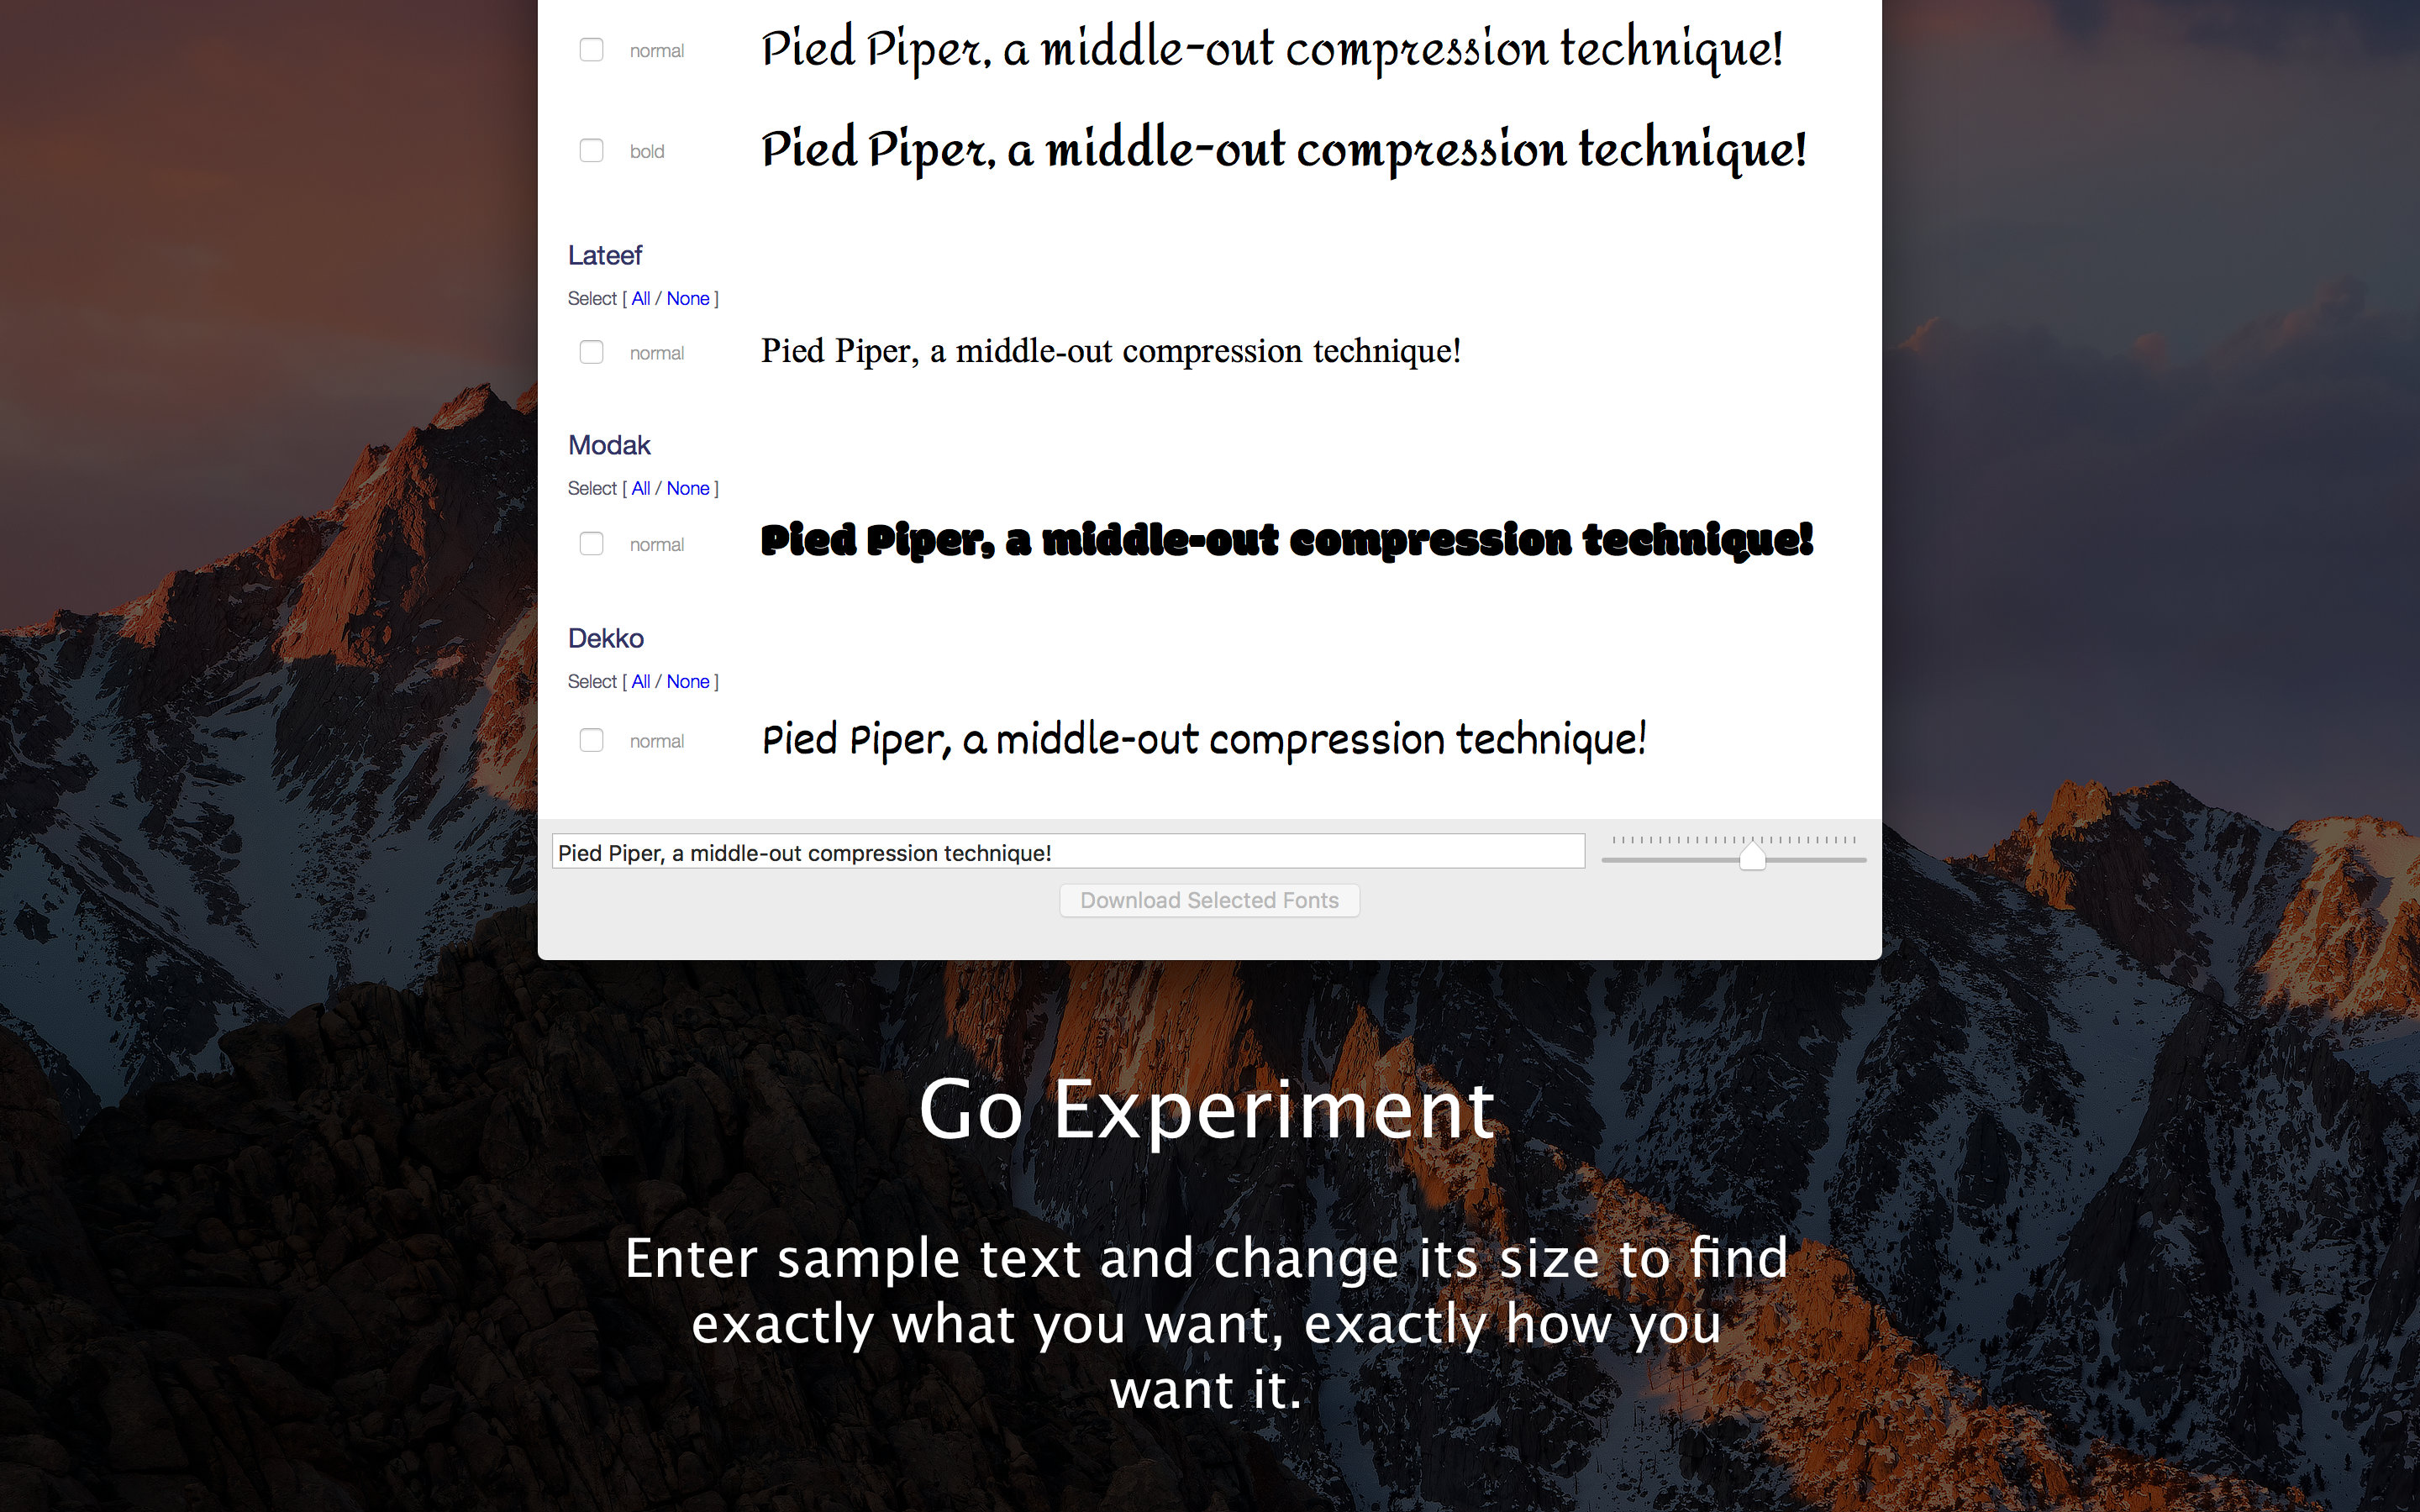 normal Pied Piper, a middle-out compression technique!
bold Pied Piper, a middle-out compression technique!
Lateef
Select [ All / None ]
normal Pied Piper, a middle-out compression technique!
Modak
Select [ All / None ]
normal Pied Piper, a middle-out compression technique!
Dekko
Select [ All / None ]
normal Pied Piper, a middle-out compression technique!
Pied Piper, a middle-out compression technique!
Download Selected Fonts
Go Experiment
Enter sample text and change its size to find
exactly what you want, exactly how you
want it.